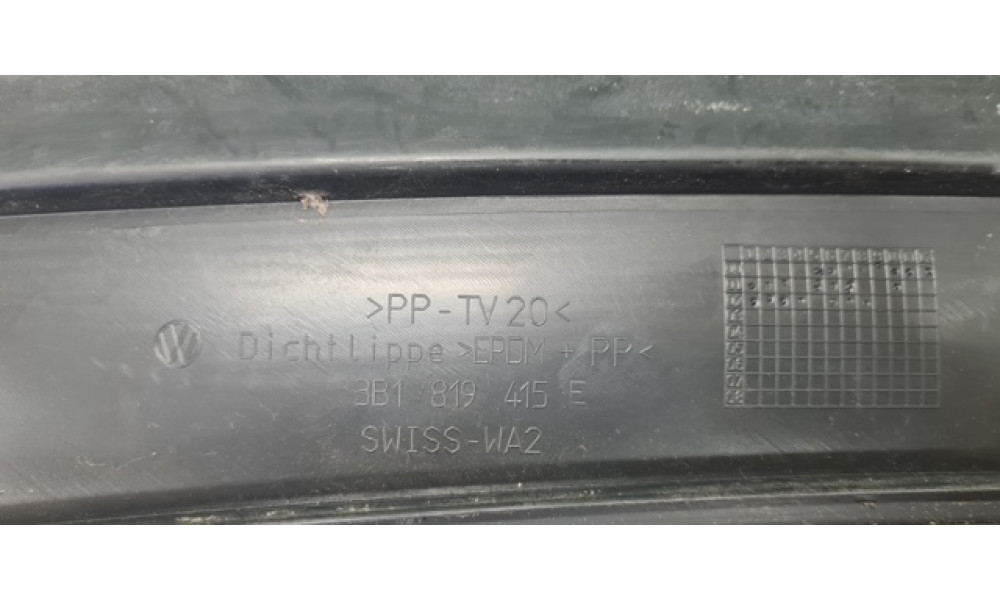 >PP-TV20<
Dichtlippe >EPDM + PP<
3B1 819 415 E
SWISS-WA2